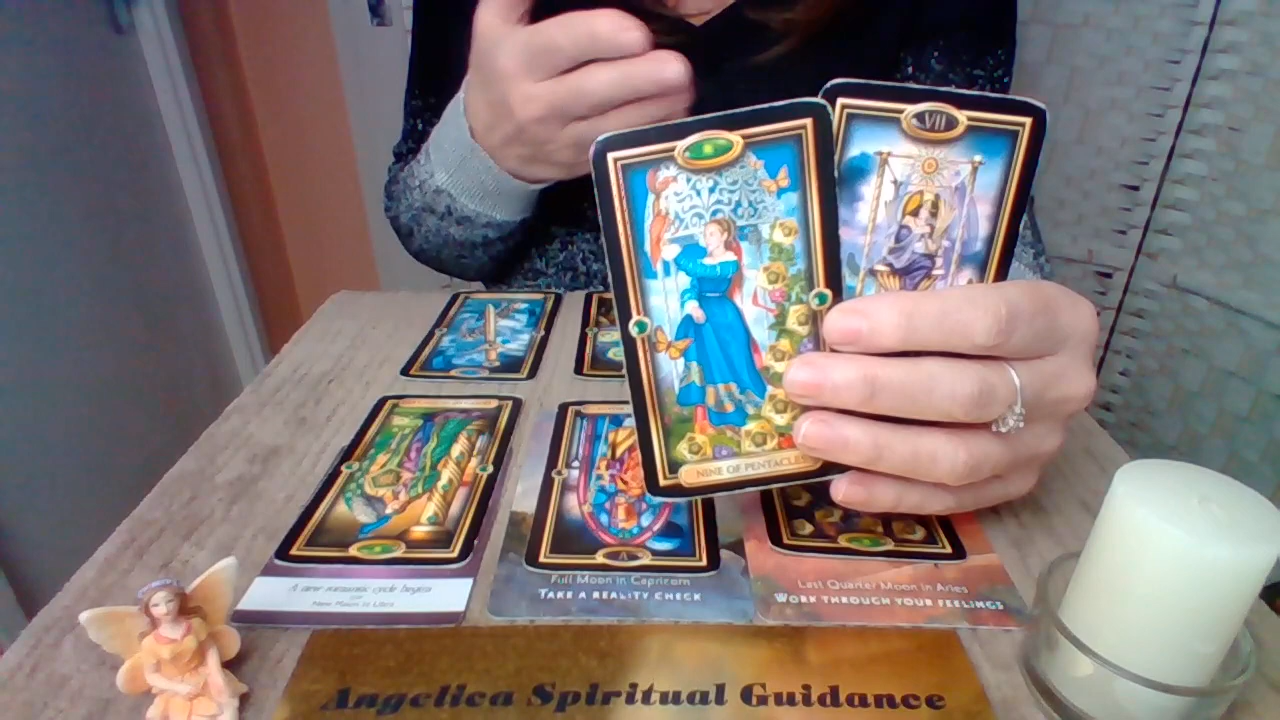 VII
NINE OF PENTACLES
A new romantic cycle begins
New Moon in Libra
Full Moon in Capricorn
TAKE A REALITY CHECK
Last Quarter Moon in Aries
WORK THROUGH YOUR FEELINGS
Angelica Spiritual Guidance